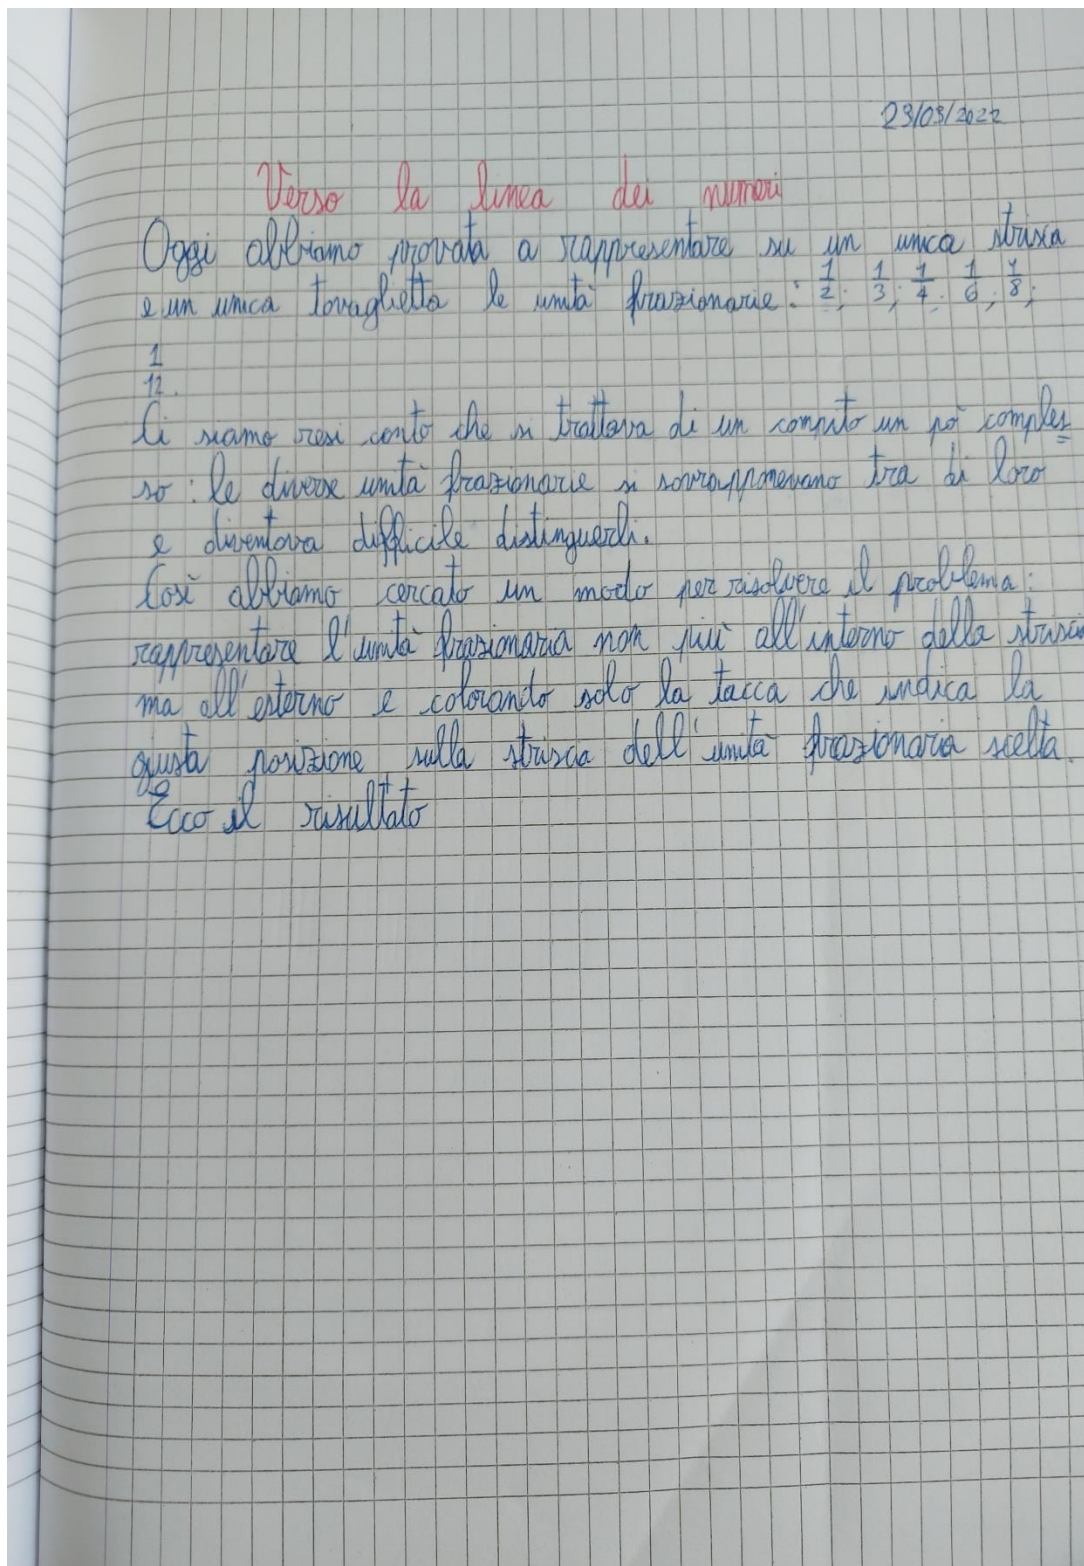 23/03/2022
Verso la linea dei numeri
Oggi abbiamo provata a rappresentare su un unica striscia
e un unica tovaglietta le unità frazionarie: 1/2; 1/3; 1/4. 1/6; 1/8;
1/12.
Ci siamo resi conto che si trattava di un compito un pò comples=
so: le diverse unità frazionarie si sovrapponevano tra di loro
e diventava difficile distinguerli.
Così abbiamo cercato un modo per risolvere il problema:
rappresentare l'unità frazionaria non più all'interno della striscia
ma all'esterno e colorando solo la tacca che indica la
giusta posizione sulla striscia dell'unità frazionaria scelta.
Ecco il risultato